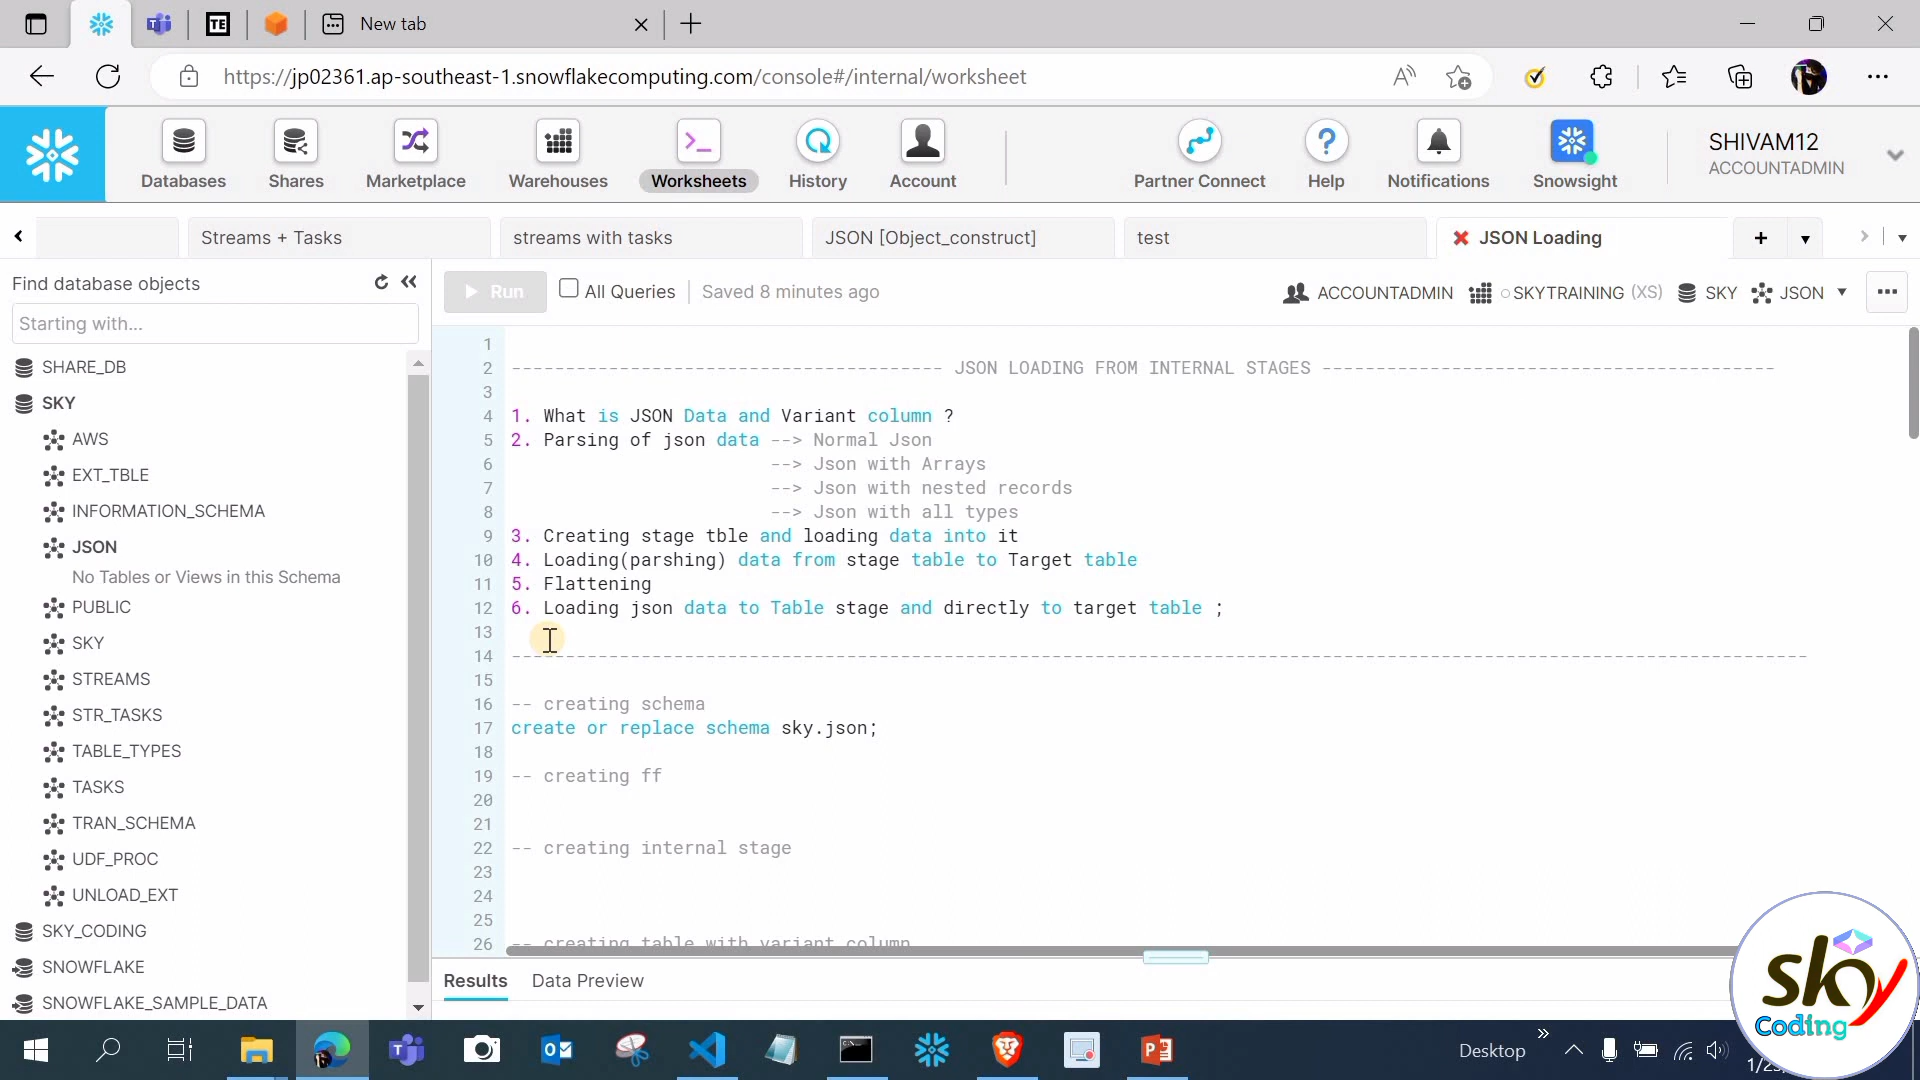 New tab
https://jp02361.ap-southeast-1.snowflakecomputing.com/console#/internal/worksheet
Databases
Shares
Marketplace
Warehouses
Worksheets
History
Account
Partner Connect
Help
Notifications
Snowsight
SHIVAM12
ACCOUNTADMIN
Streams + Tasks
streams with tasks
JSON [Object_construct]
test
JSON Loading
Find database objects
Starting with...
SHARE_DB
SKY
AWS
EXT_TBLE
INFORMATION_SCHEMA
JSON
No Tables or Views in this Schema
PUBLIC
SKY
STREAMS
STR_TASKS
TABLE_TYPES
TASKS
TRAN_SCHEMA
UDF_PROC
UNLOAD_EXT
SKY_CODING
SNOWFLAKE
SNOWFLAKE_SAMPLE_DATA
Run
All Queries
Saved 8 minutes ago
ACCOUNTADMIN
SKYTRAINING (XS)
SKY
JSON
1
2 ---------------------------------------- JSON LOADING FROM INTERNAL STAGES ------------------------------------------
3
4 1. What is JSON Data and Variant column ?
5 2. Parsing of json data --> Normal Json
6 --> Json with Arrays
7 --> Json with nested records
8 --> Json with all types
9 3. Creating stage tble and loading data into it
10 4. Loading(parshing) data from stage table to Target table
11 5. Flattening
12 6. Loading json data to Table stage and directly to target table ;
13
14 ------------------------------------------------------------------------------------------------------------------------
15
16 -- creating schema
17 create or replace schema sky.json;
18
19 -- creating ff
20
21
22 -- creating internal stage
23
24
25
26 -- creating table with variant column
Results
Data Preview
TE
Desktop
sky
Coding